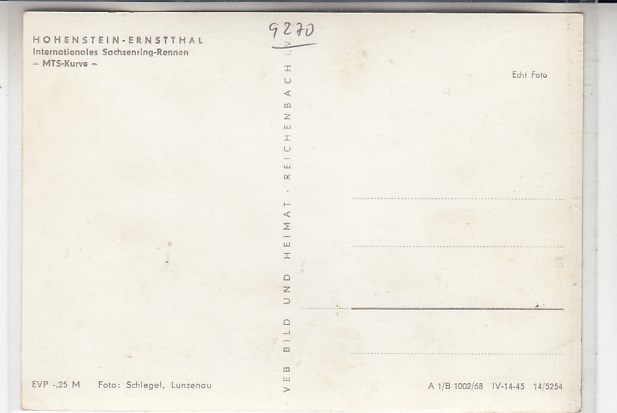 9270
HOHENSTEIN-ERNSTTHAL
Internationales Sachsenring-Rennen
– MTS-Kurve –
Echt Foto
VEB BILD UND HEIMAT · REICHENBACH i.V.
EVP -,25 M Foto: Schlegel, Lunzenau
A 1/B 1002/68 IV-14-45 14/5254